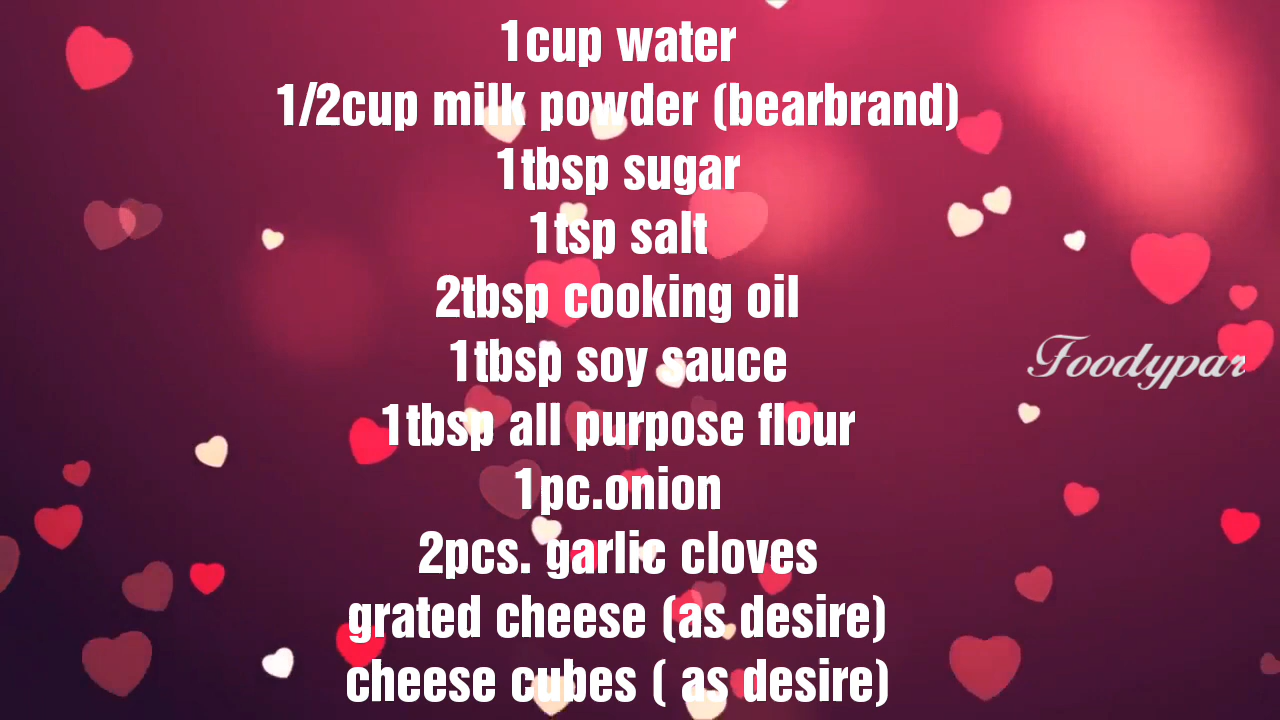 1cup water
1/2cup milk powder (bearbrand)
1tbsp sugar
1tsp salt
2tbsp cooking oil
1tbsp soy sauce
Foodypar
1tbsp all purpose flour
1pc.onion
2pcs. garlic cloves
grated cheese (as desire)
cheese cubes ( as desire)